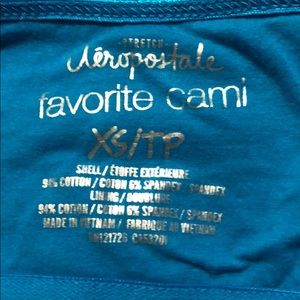 STRETCH
Aéropostale
favorite cami
XS/TP
SHELL / ÉTOFFE EXTÉRIEURE
94% COTTON / COTON 6% SPANDEX / SPANDEX
LINING / DOUBLURE
94% COTTON / COTON 6% SPANDEX / SPANDEX
MADE IN VIETNAM / FABRIQUÉ AU VIETNAM